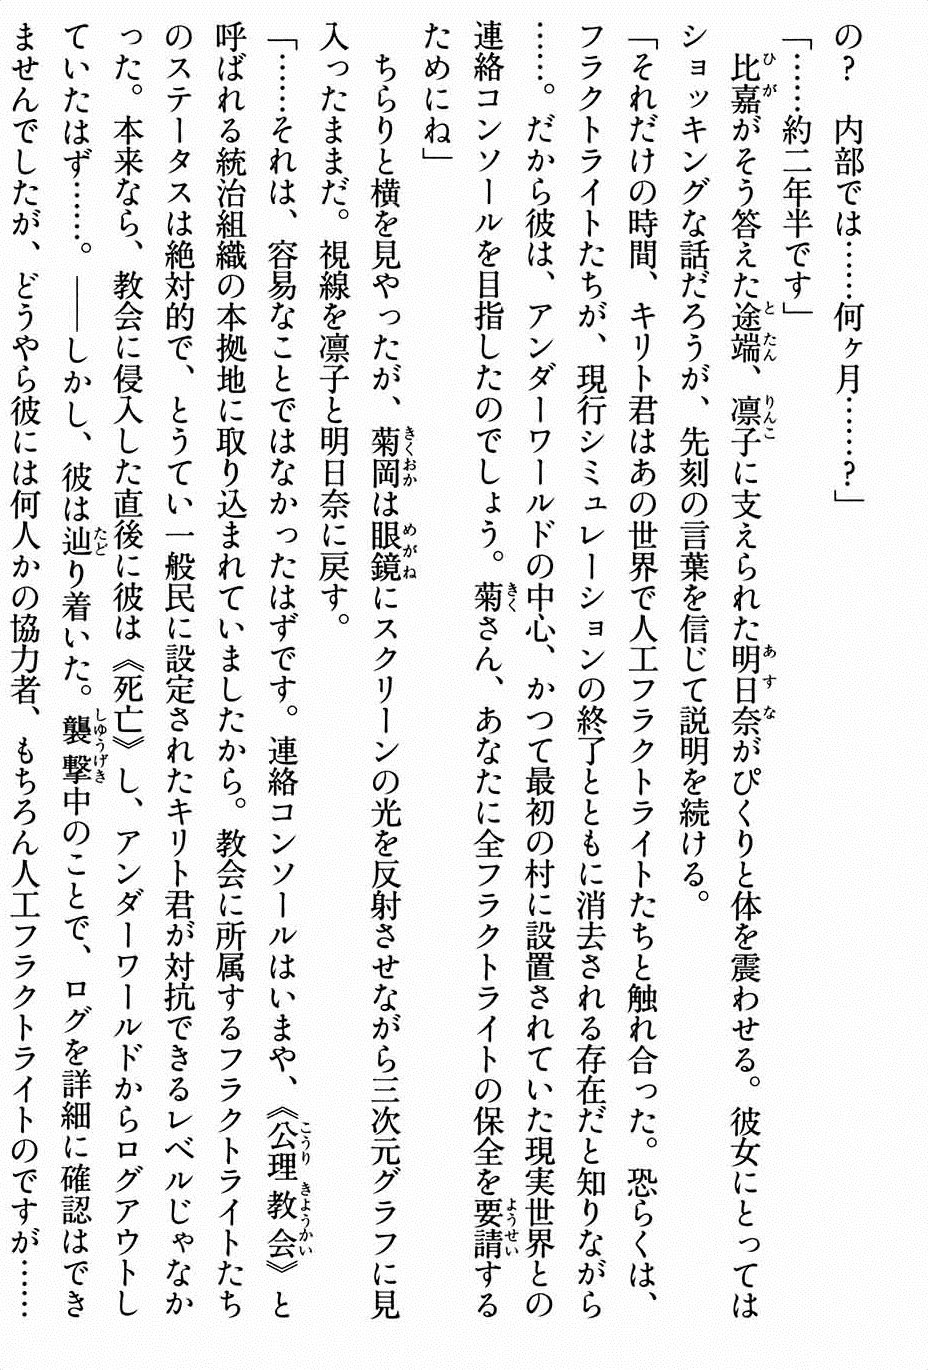 の？　内部では……何ヶ月……？」
「……約二年半です」
　比嘉がそう答えた途端、凛子に支えられた明日奈がぴくりと体を震わせる。彼女にとっては
ショッキングな話だろうが、先刻の言葉を信じて説明を続ける。
「それだけの時間、キリト君はあの世界で人工フラクトライトたちと触れ合った。恐らくは、
フラクトライトたちが、現行シミュレーションの終了とともに消去される存在だと知りながら
……。だから彼は、アンダーワールドの中心、かつて最初の村に設置されていた現実世界との
連絡コンソールを目指したのでしょう。菊さん、あなたに全フラクトライトの保全を要請する
ためにね」
　ちらりと横を見やったが、菊岡は眼鏡にスクリーンの光を反射させながら三次元グラフに見
入ったままだ。視線を凛子と明日奈に戻す。
「……それは、容易なことではなかったはずです。連絡コンソールはいまや、《公理教会》と
呼ばれる統治組織の本拠地に取り込まれていましたから。教会に所属するフラクトライトたち
のステータスは絶対的で、とうてい一般民に設定されたキリト君が対抗できるレベルじゃなか
った。本来なら、教会に侵入した直後に彼は《死亡》し、アンダーワールドからログアウトし
ていたはず……。――しかし、彼は辿り着いた。襲撃中のことで、ログを詳細に確認はでき
ませんでしたが、どうやら彼には何人かの協力者、もちろん人工フラクトライトのですが……